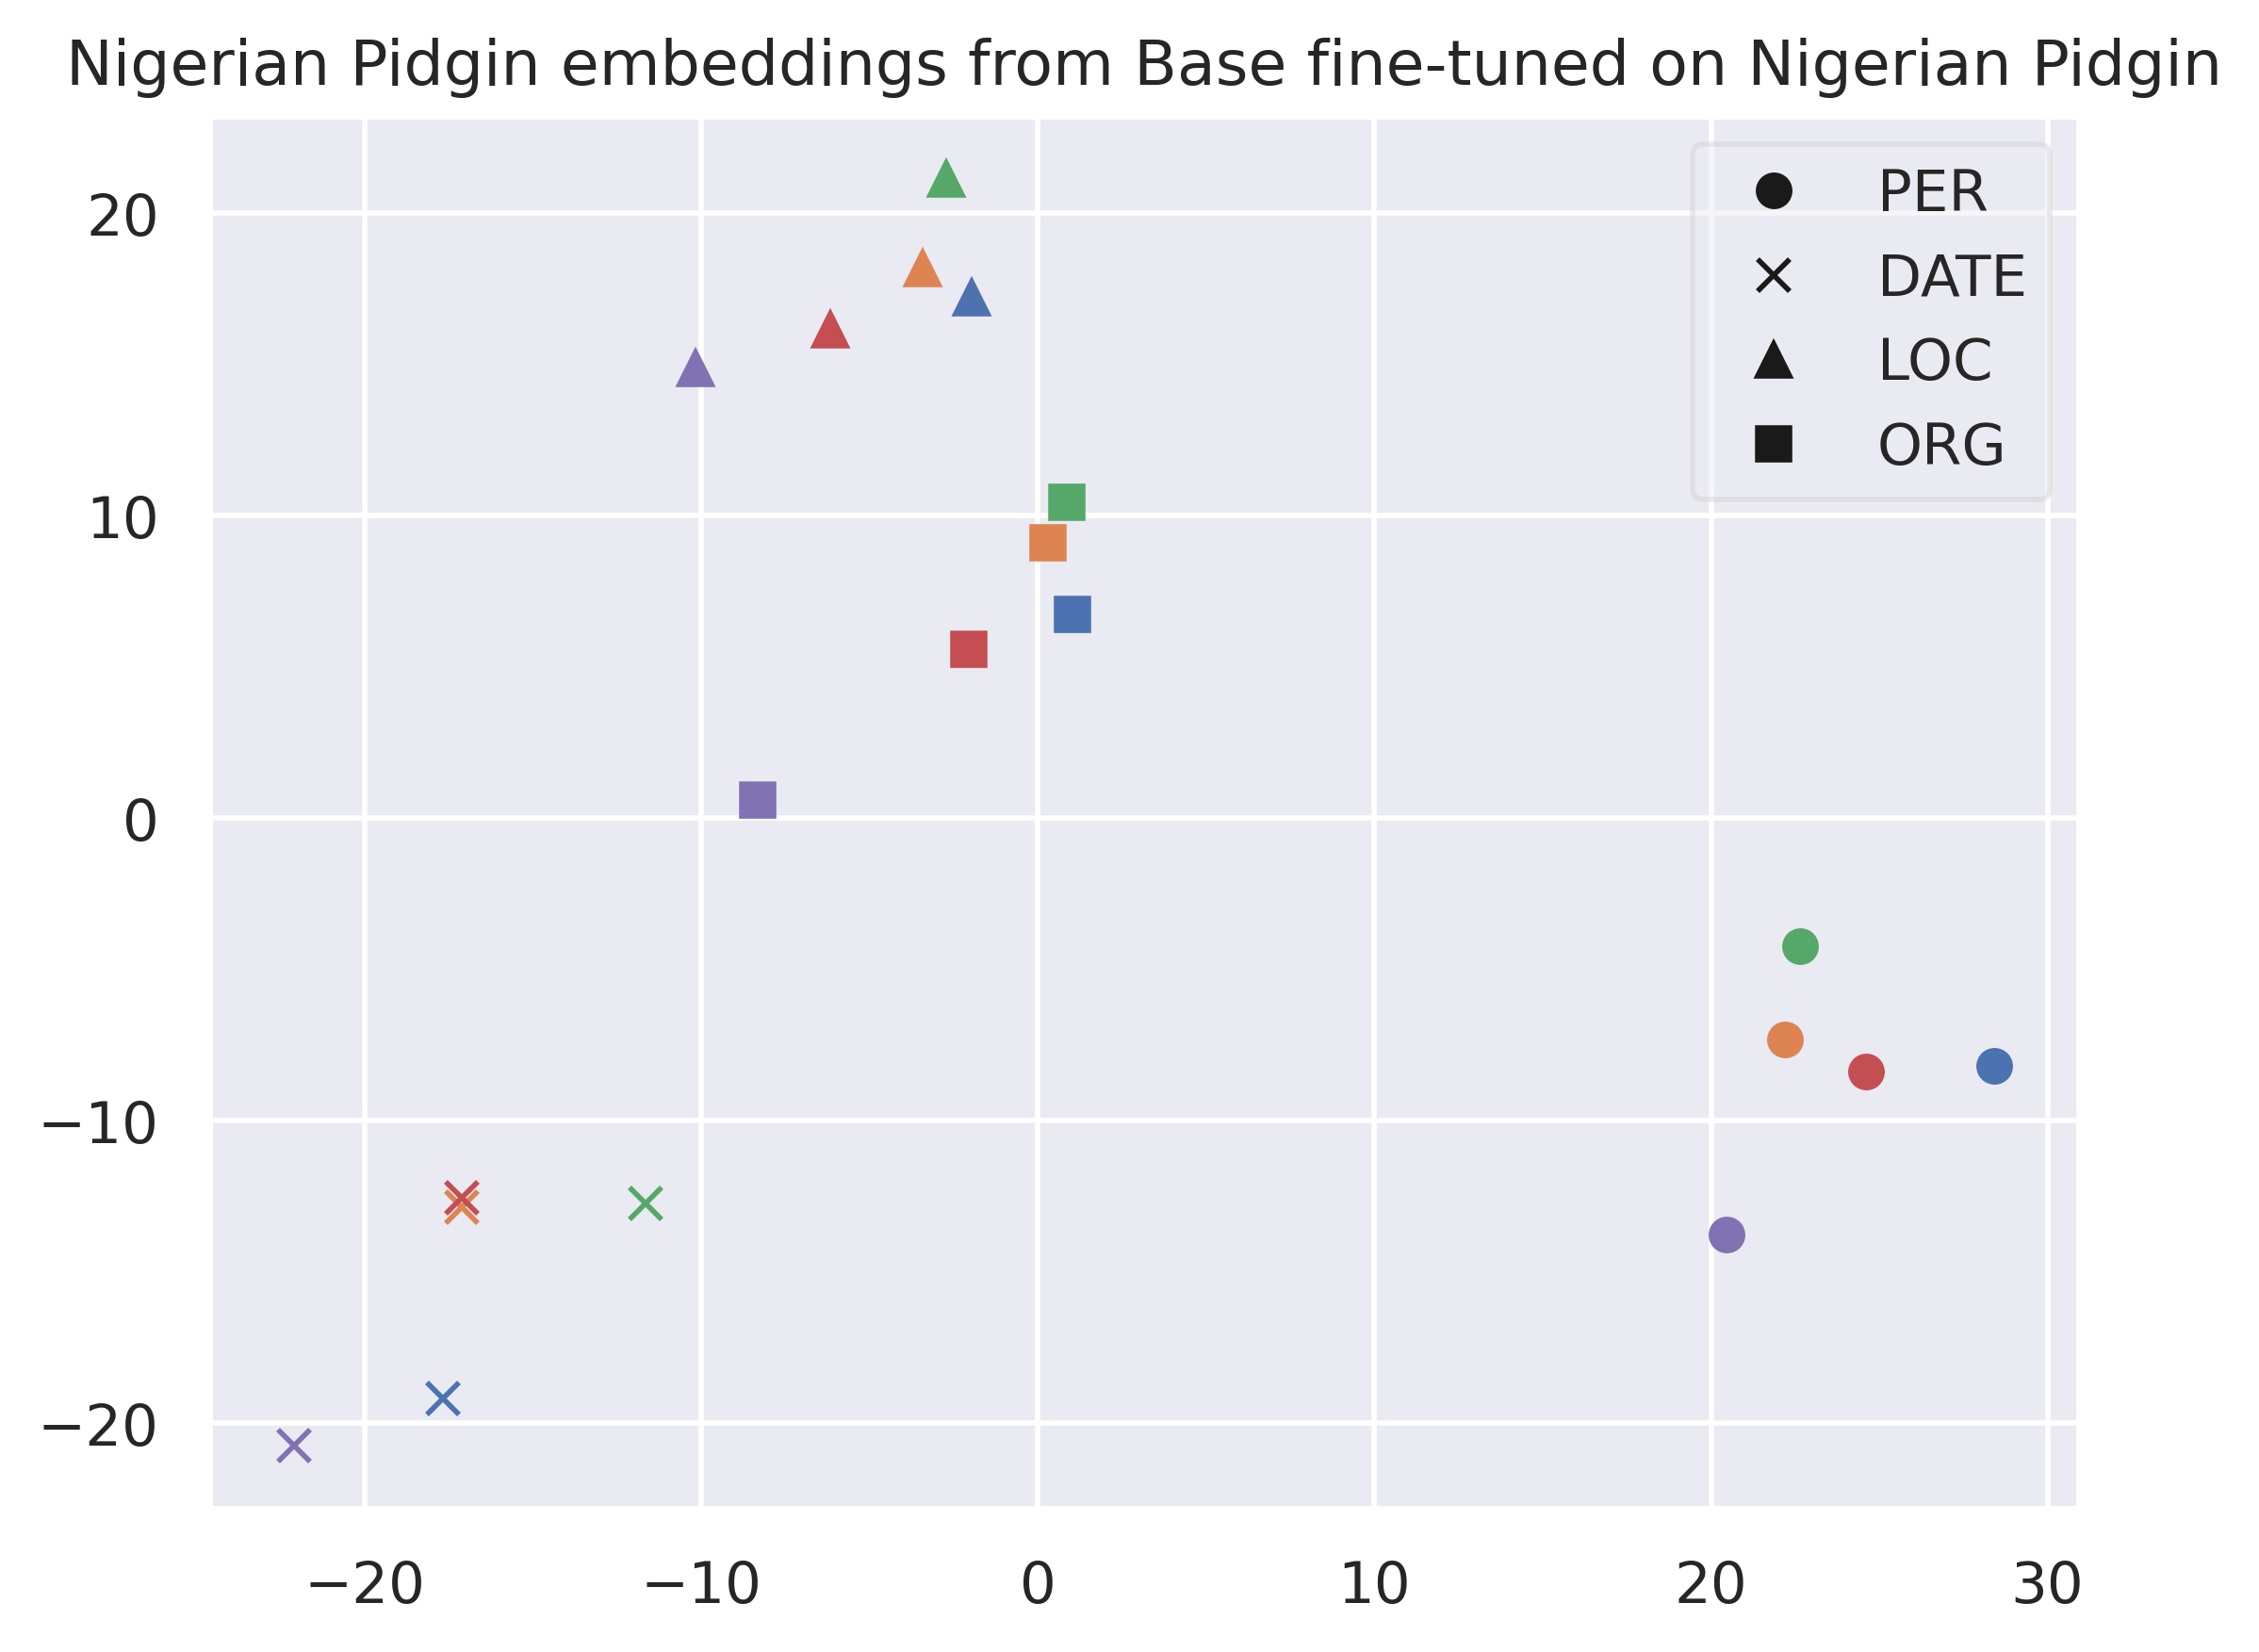 Nigerian Pidgin embeddings from Base fine-tuned on Nigerian Pidgin
PER
DATE
LOC
ORG
20
10
0
−10
−20
−20 −10 0 10 20 30